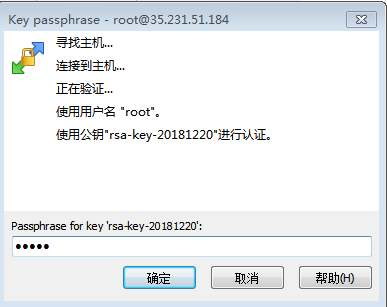 Key passphrase - root@35.231.51.184
寻找主机...
连接到主机...
正在验证...
使用用户名 "root"。
使用公钥"rsa-key-20181220"进行认证。
Passphrase for key 'rsa-key-20181220':
●●●●●
确定 取消 帮助(H)